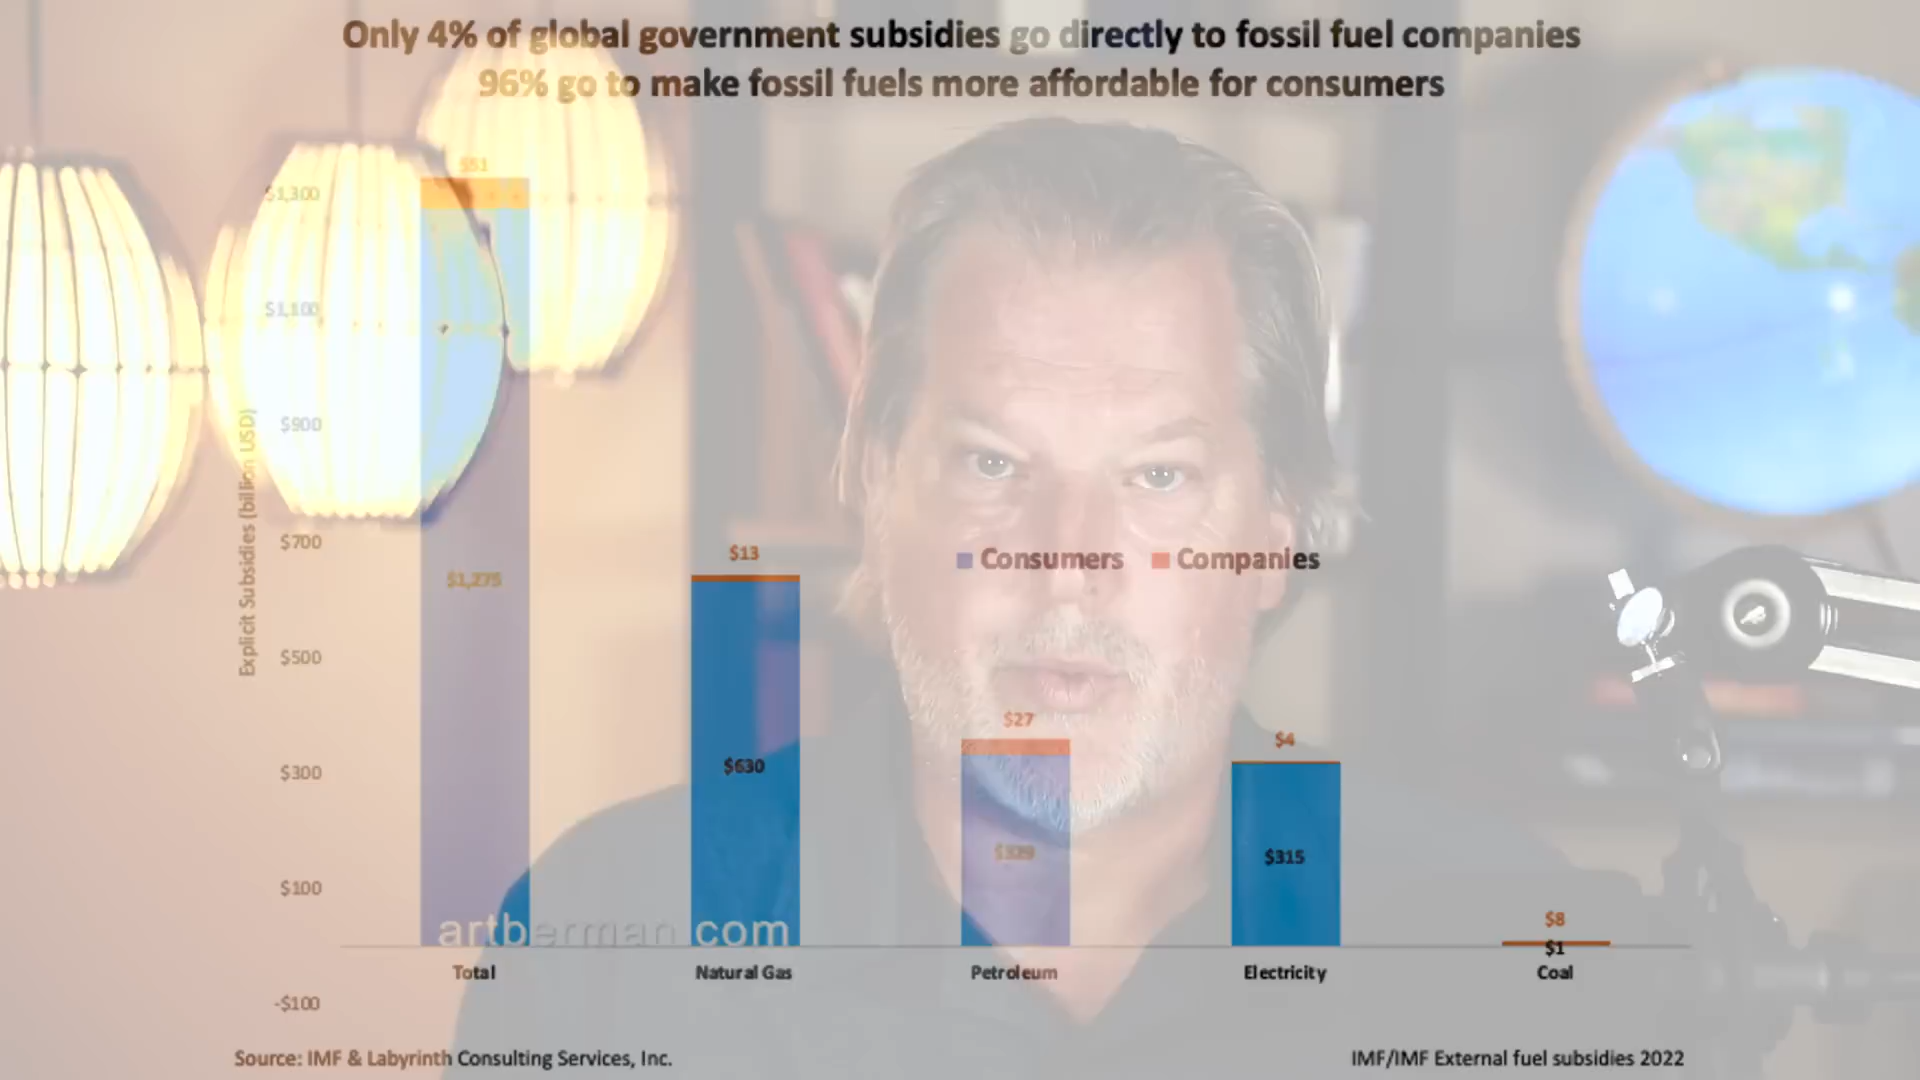 Only 4% of global government subsidies go directly to fossil fuel companies
96% go to make fossil fuels more affordable for consumers
Explicit Subsidies (billion USD)
$1,300
$1,100
$900
$700
$500
$300
$100
-$100
$51
$1,275
$13
$630
Consumers
Companies
$27
$329
$4
$315
$8
$1
artberman.com
Total
Natural Gas
Petroleum
Electricity
Coal
Source: IMF & Labyrinth Consulting Services, Inc.
IMF/IMF External fuel subsidies 2022